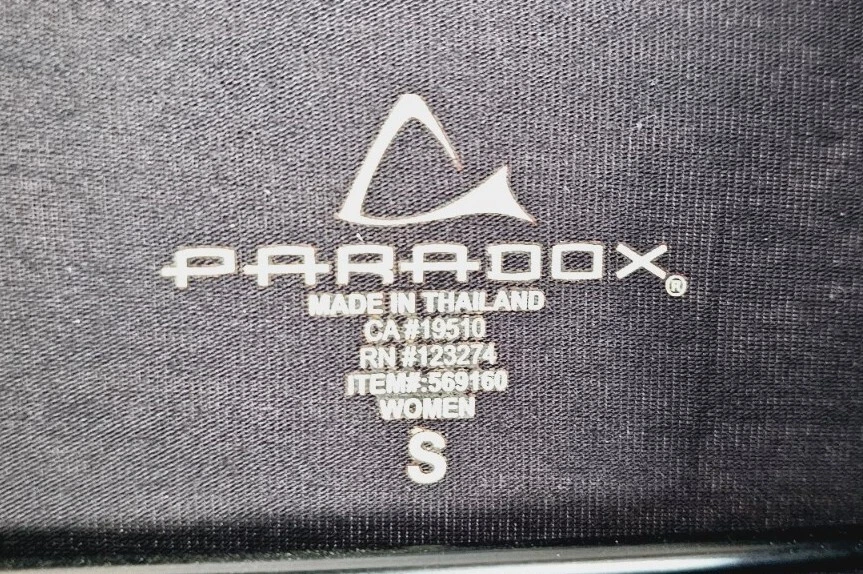 PARADOX®
MADE IN THAILAND
CA #19510
RN #123274
ITEM#:569160
WOMEN
S